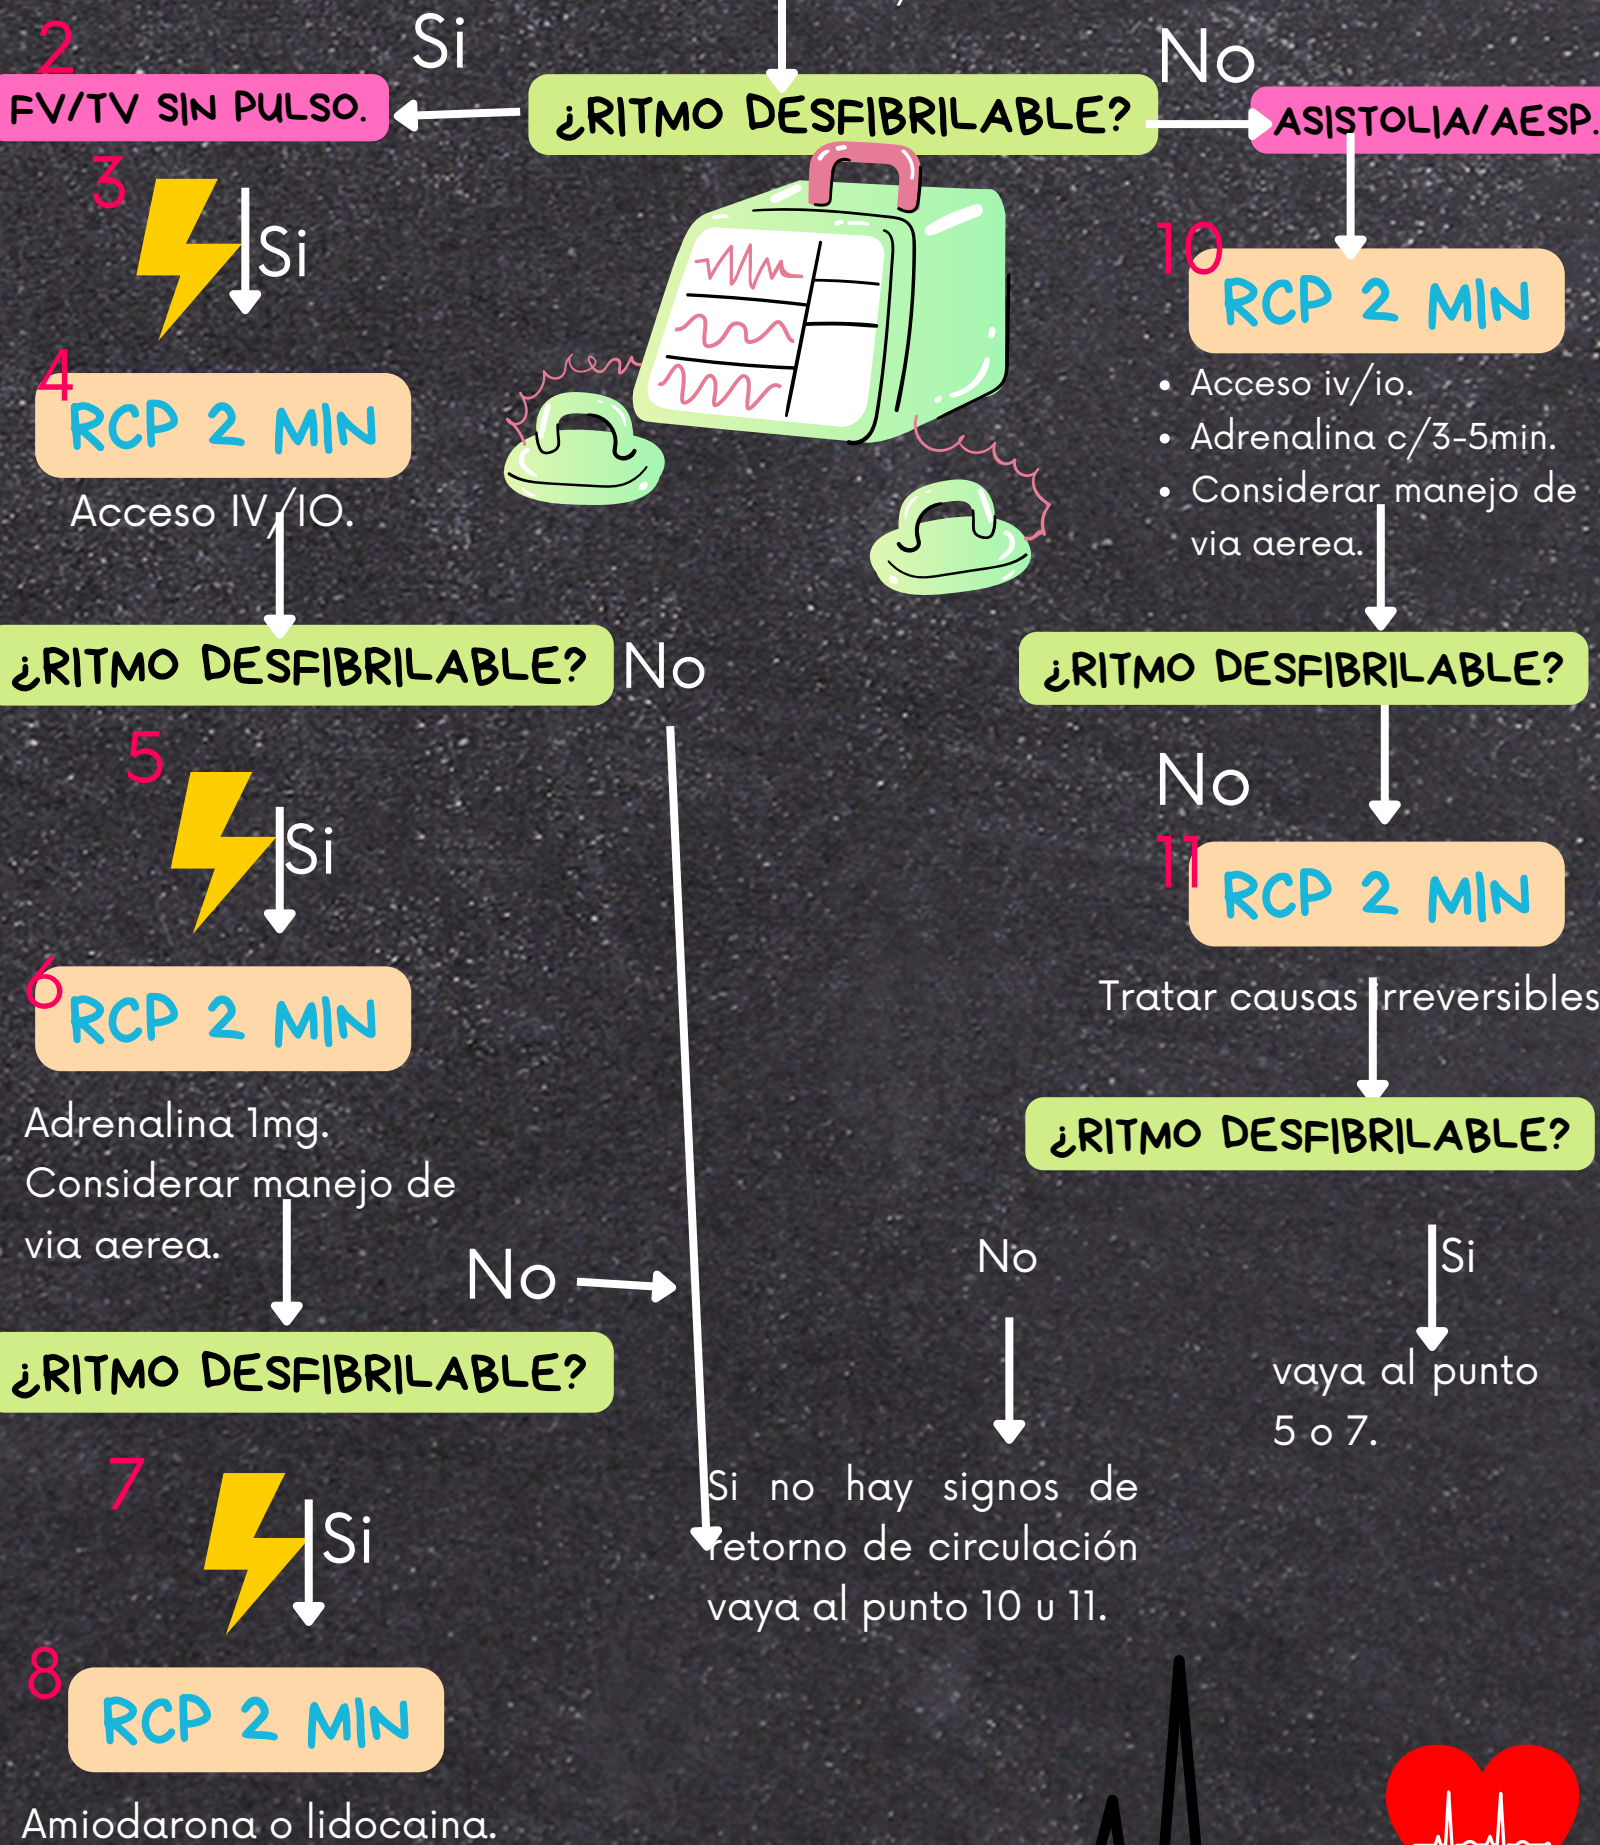 Si
No
2
FV/TV SIN PULSO.
¿RITMO DESFIBRILABLE?
ASISTOLIA/AESP.
3
Si
10
RCP 2 MIN
4
RCP 2 MIN
Acceso iv/io.
Adrenalina c/3-5min.
Considerar manejo de
via aerea.
Acceso IV/IO.
¿RITMO DESFIBRILABLE?
No
¿RITMO DESFIBRILABLE?
5
Si
No
11
RCP 2 MIN
6
RCP 2 MIN
Tratar causas irreversibles
Adrenalina 1mg.
Considerar manejo de
via aerea.
¿RITMO DESFIBRILABLE?
No
No
Si
¿RITMO DESFIBRILABLE?
vaya al punto
5 o 7.
7
Si
Si no hay signos de
retorno de circulación
vaya al punto 10 u 11.
8
RCP 2 MIN
Amiodarona o lidocaina.